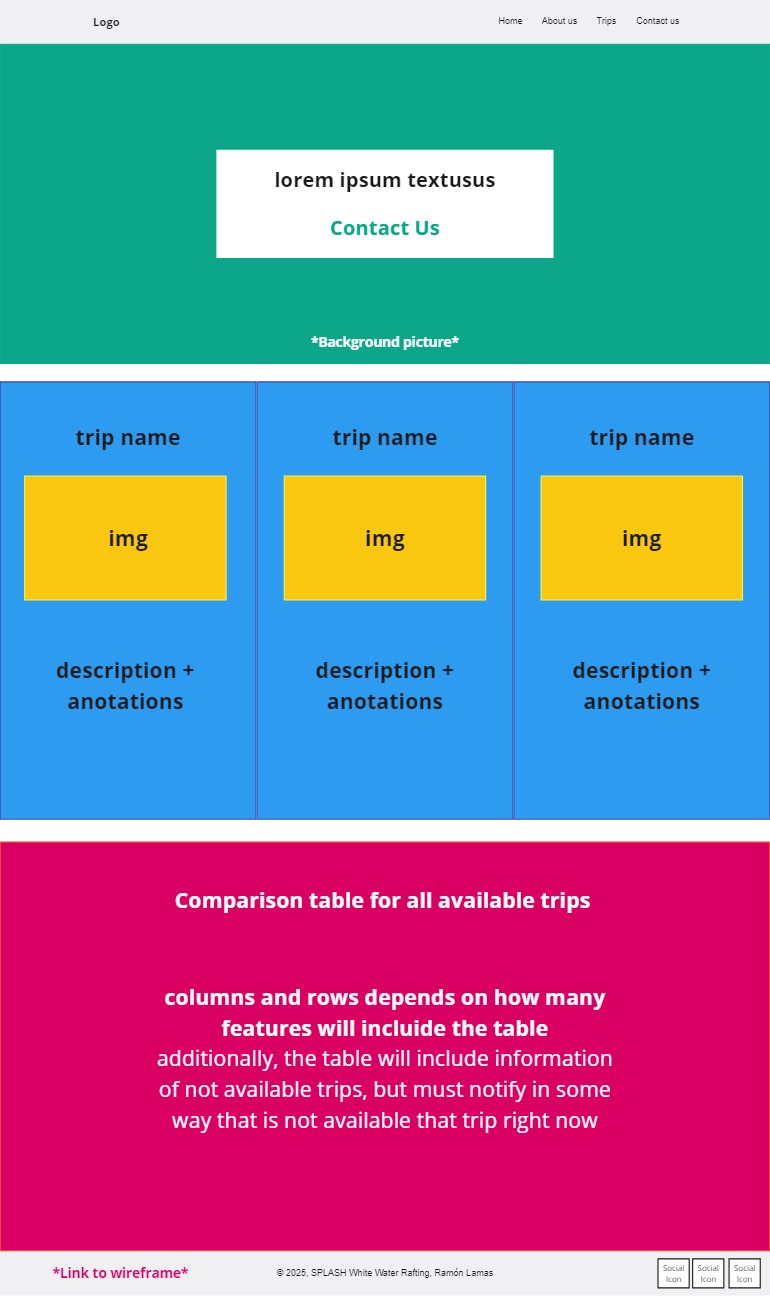 Logo
Home About us Trips Contact us
lorem ipsum textusus
Contact Us
*Background picture*
trip name
img
description +
anotations
trip name
img
description +
anotations
trip name
img
description +
anotations
Comparison table for all available trips
columns and rows depends on how many
features will incluide the table
additionally, the table will include information
of not available trips, but must notify in some
way that is not available that trip right now
*Link to wireframe*
© 2025, SPLASH White Water Rafting, Ramón Lamas
Social
Icon
Social
Icon
Social
Icon